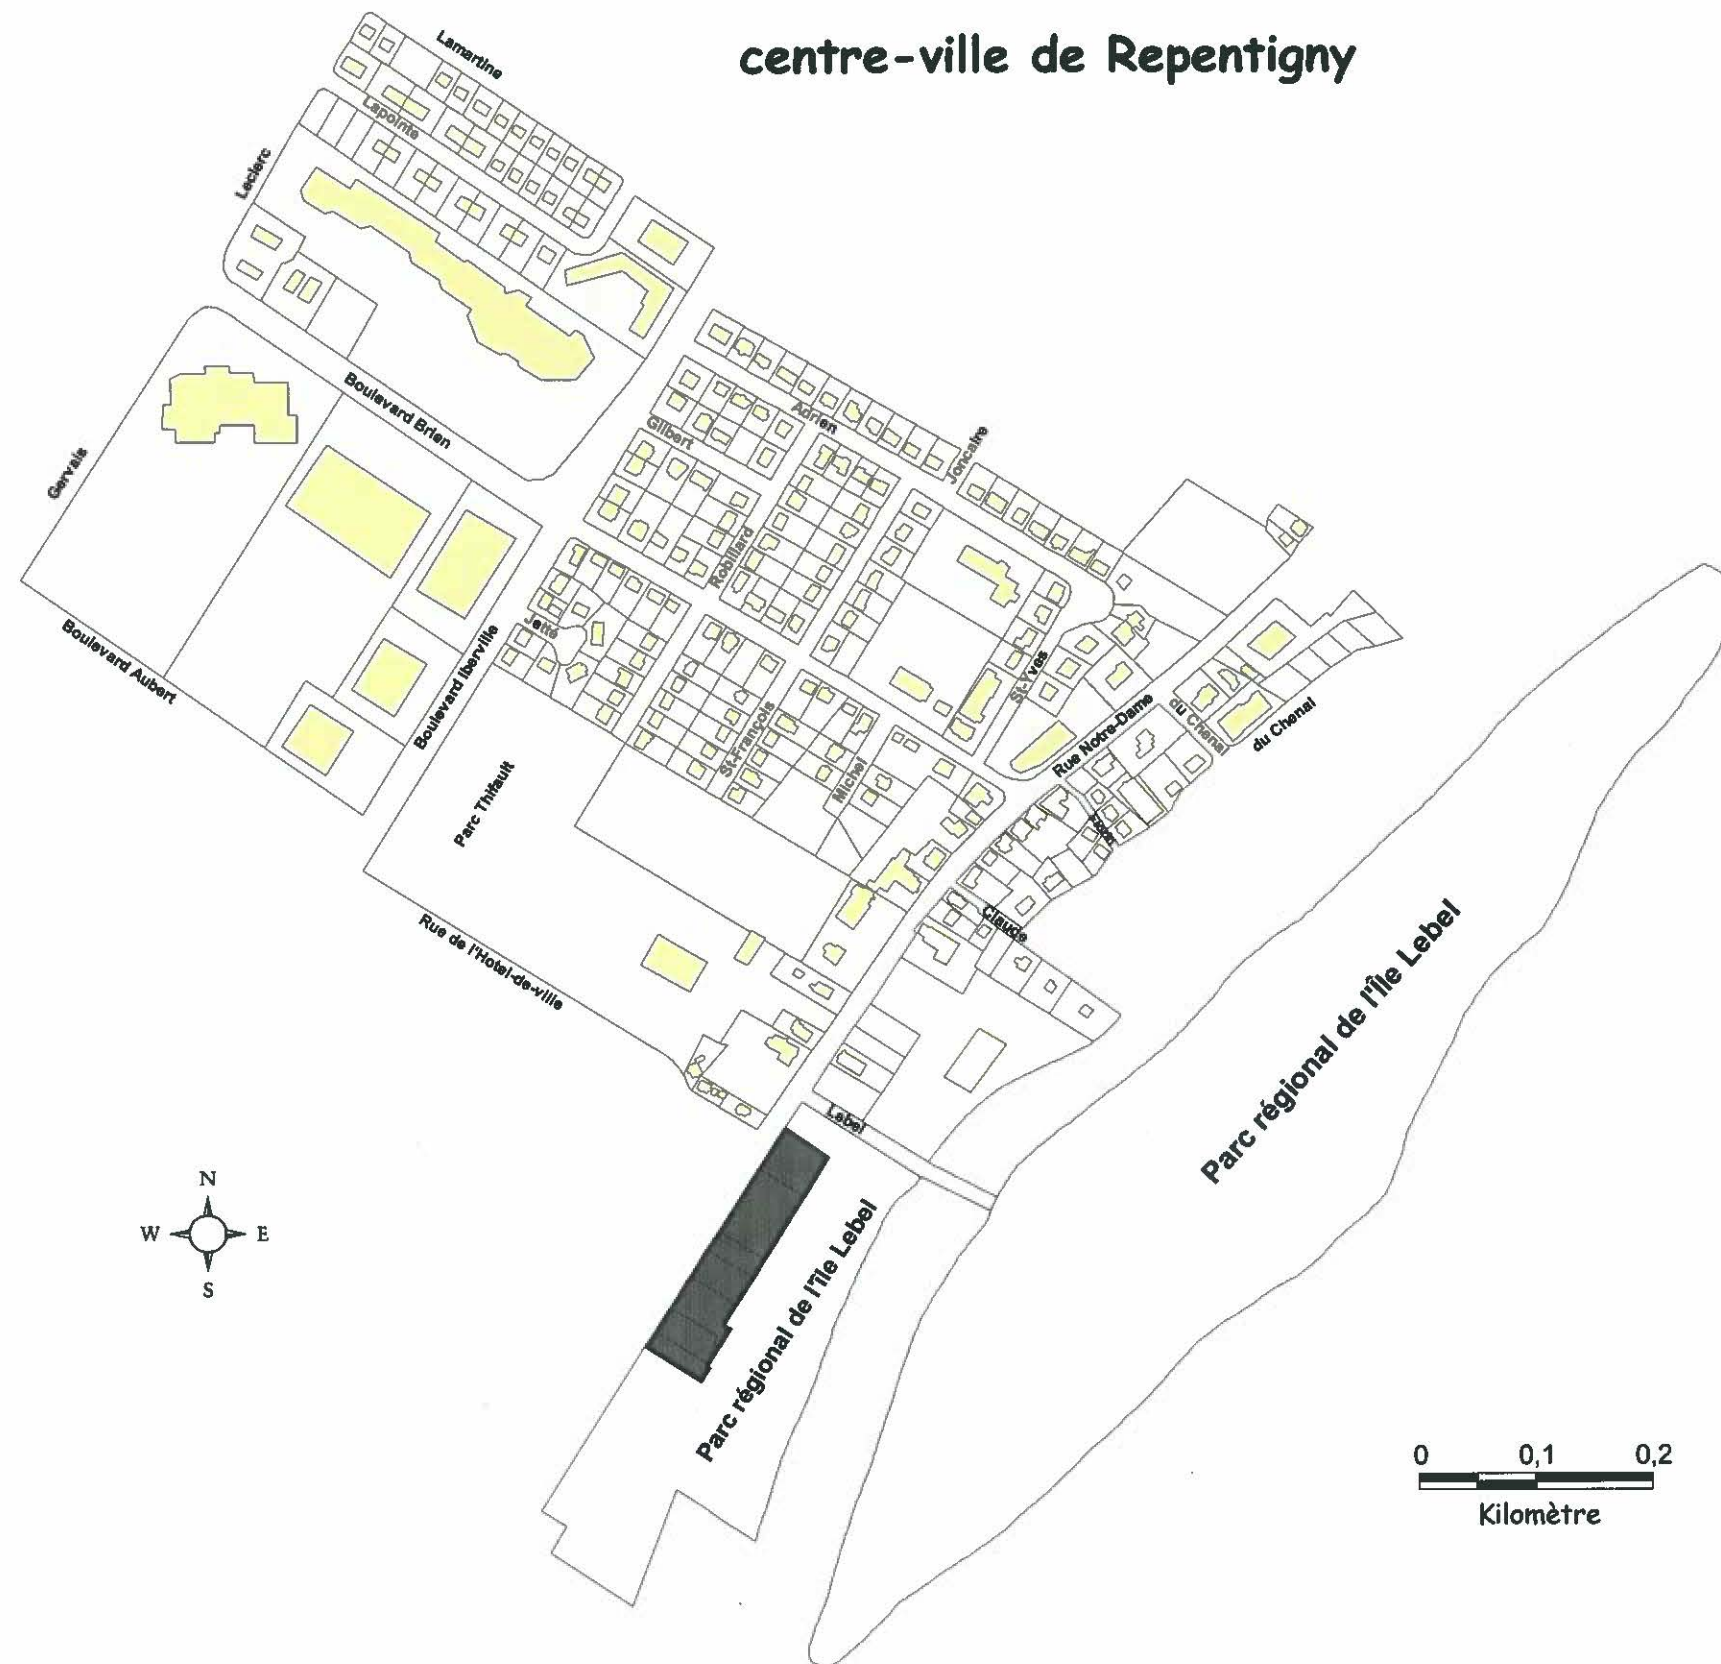 centre-ville de Repentigny
Lamartine
Lapointe
Leclerc
Boulevard Brien
Gervais
Adrien
Gilbert
Joncaire
Robillard
Jetté
Boulevard Iberville
Boulevard Aubert
St-Yves
Rue Notre-Dame
du Chenal
du Chenal
St-François
Michel
Parc Thifault
Claude
Rue de l'Hotel-de-ville
Parc régional de l'Île Lebel
Lebel
Parc régional de l'Île Lebel
N
W E
S
0 0,1 0,2
Kilomètre